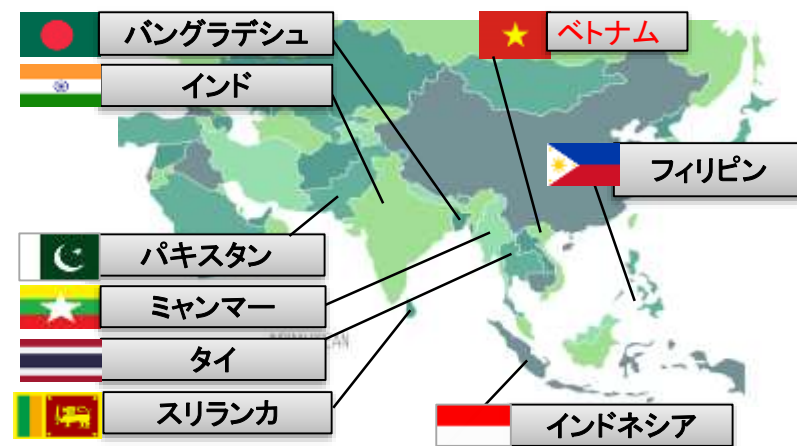 バングラデシュ
ベトナム
インド
フィリピン
パキスタン
ミャンマー
タイ
スリランカ
インドネシア